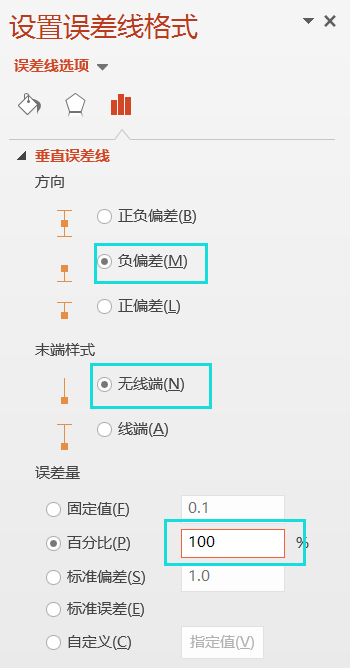 设置误差线格式
误差线选项
垂直误差线
方向
正负偏差(B)
负偏差(M)
正偏差(L)
末端样式
无线端(N)
线端(A)
误差量
固定值(F) 0.1
百分比(P) 100 %
标准偏差(S) 1.0
标准误差(E)
自定义(C) 指定值(V)